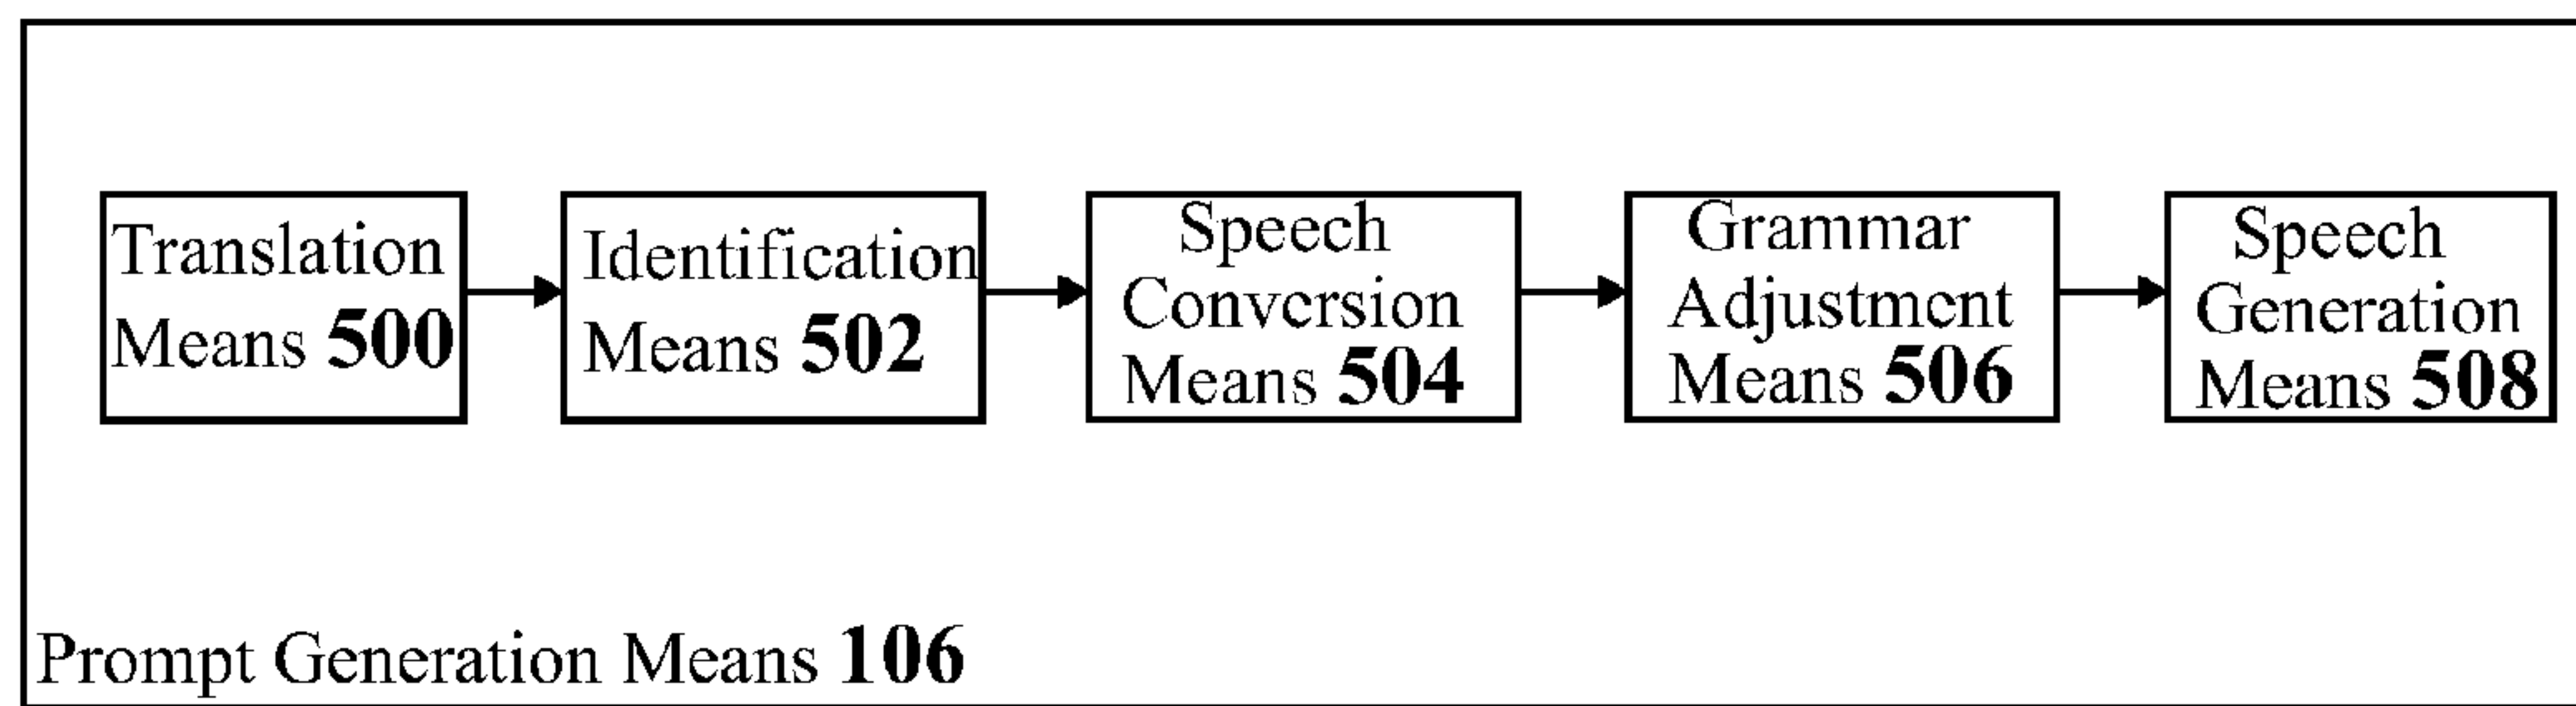 Translation
Means 500
Identification
Means 502
Speech
Conversion
Means 504
Grammar
Adjustment
Means 506
Speech
Generation
Means 508
Prompt Generation Means 106